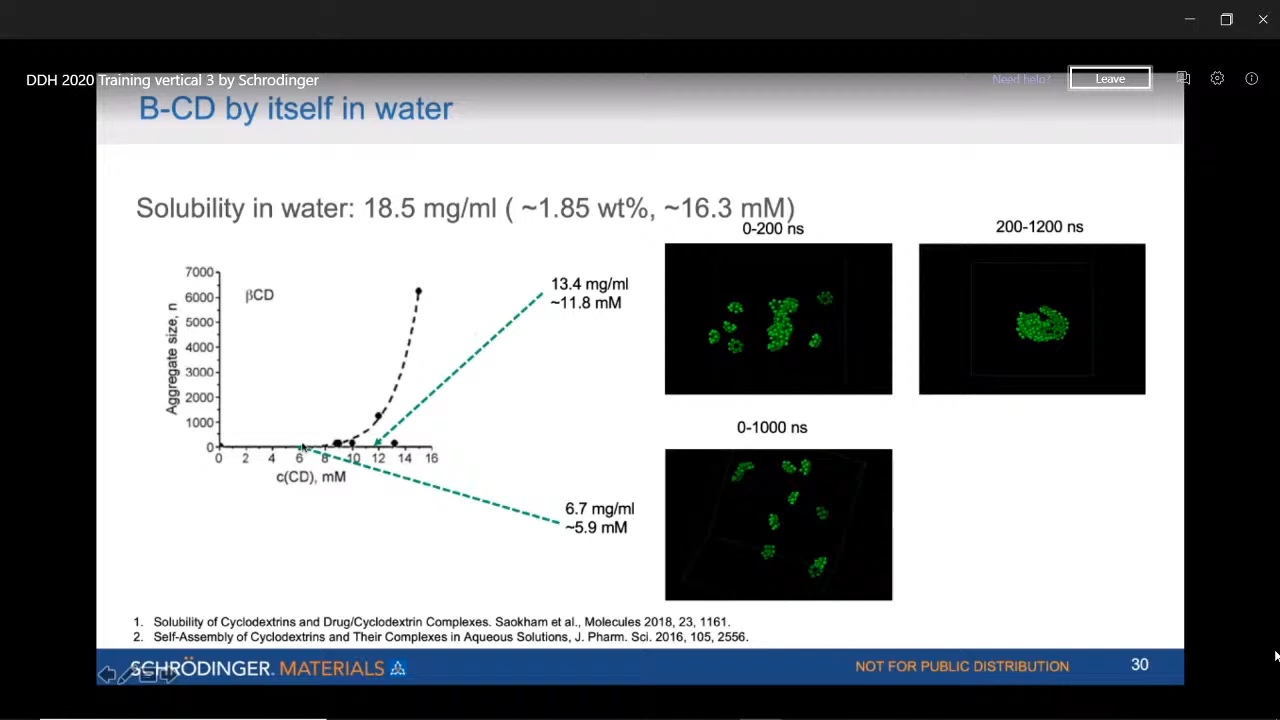 DDH 2020 Training vertical 3 by Schrodinger
Need help?
Leave
B-CD by itself in water
Solubility in water: 18.5 mg/ml ( ~1.85 wt%, ~16.3 mM)
0-200 ns
200-1200 ns
7000
6000
5000
4000
3000
2000
1000
0
Aggregate size, n
βCD
0 2 4 6 8 10 12 14 16
c(CD), mM
13.4 mg/ml
~11.8 mM
6.7 mg/ml
~5.9 mM
0-1000 ns
1. Solubility of Cyclodextrins and Drug/Cyclodextrin Complexes. Saokham et al., Molecules 2018, 23, 1161.
2. Self-Assembly of Cyclodextrins and Their Complexes in Aqueous Solutions, J. Pharm. Sci. 2016, 105, 2556.
SCHRÖDINGER. MATERIALS
NOT FOR PUBLIC DISTRIBUTION
30